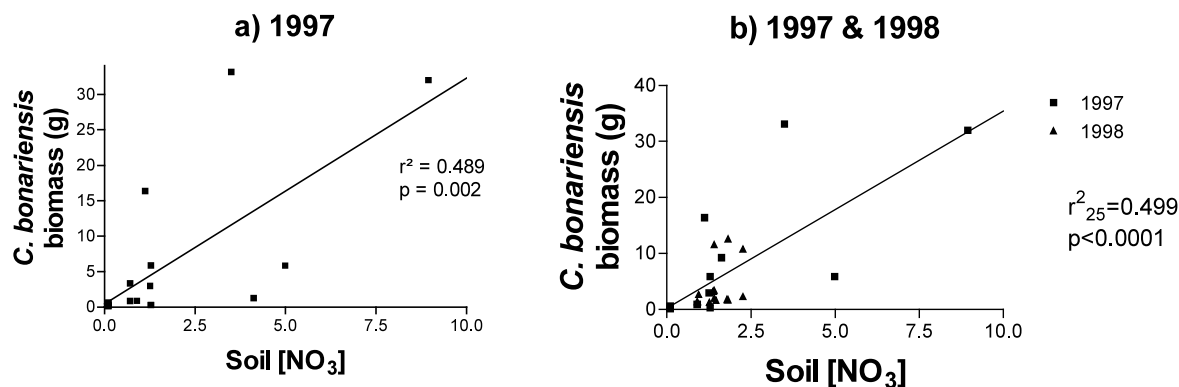 a) 1997
C. bonariensis
biomass (g)
30
25
20
15
10
5
0
0.0 2.5 5.0 7.5 10.0
r² = 0.489
p = 0.002
Soil [NO₃]
b) 1997 & 1998
C. bonariensis
biomass (g)
40
30
20
10
0
0.0 2.5 5.0 7.5 10.0
1997
1998
r²₂₅=0.499
p<0.0001
Soil [NO₃]